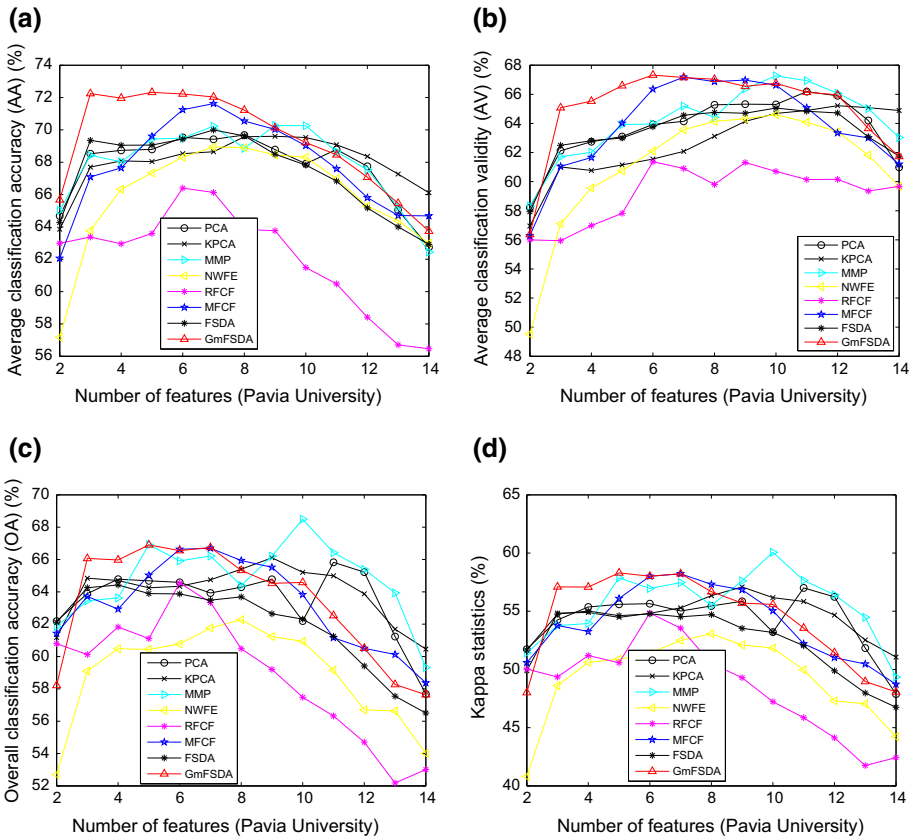 (a)
Average classification accuracy (AA) (%)
74
72
70
68
66
64
62
60
58
56
2 4 6 8 10 12 14
Number of features (Pavia University)
PCA
KPCA
MMP
NWFE
RFCF
MFCF
FSDA
GmFSDA
(b)
Average classification validity (AV) (%)
68
66
64
62
60
58
56
54
52
50
48
2 4 6 8 10 12 14
Number of features (Pavia University)
PCA
KPCA
MMP
NWFE
RFCF
MFCF
FSDA
GmFSDA
(c)
Overall classification accuracy (OA) (%)
70
68
66
64
62
60
58
56
54
52
2 4 6 8 10 12 14
Number of features (Pavia University)
PCA
KPCA
MMP
NWFE
RFCF
MFCF
FSDA
GmFSDA
(d)
Kappa statistics (%)
65
60
55
50
45
40
2 4 6 8 10 12 14
Number of features (Pavia University)
PCA
KPCA
MMP
NWFE
RFCF
MFCF
FSDA
GmFSDA